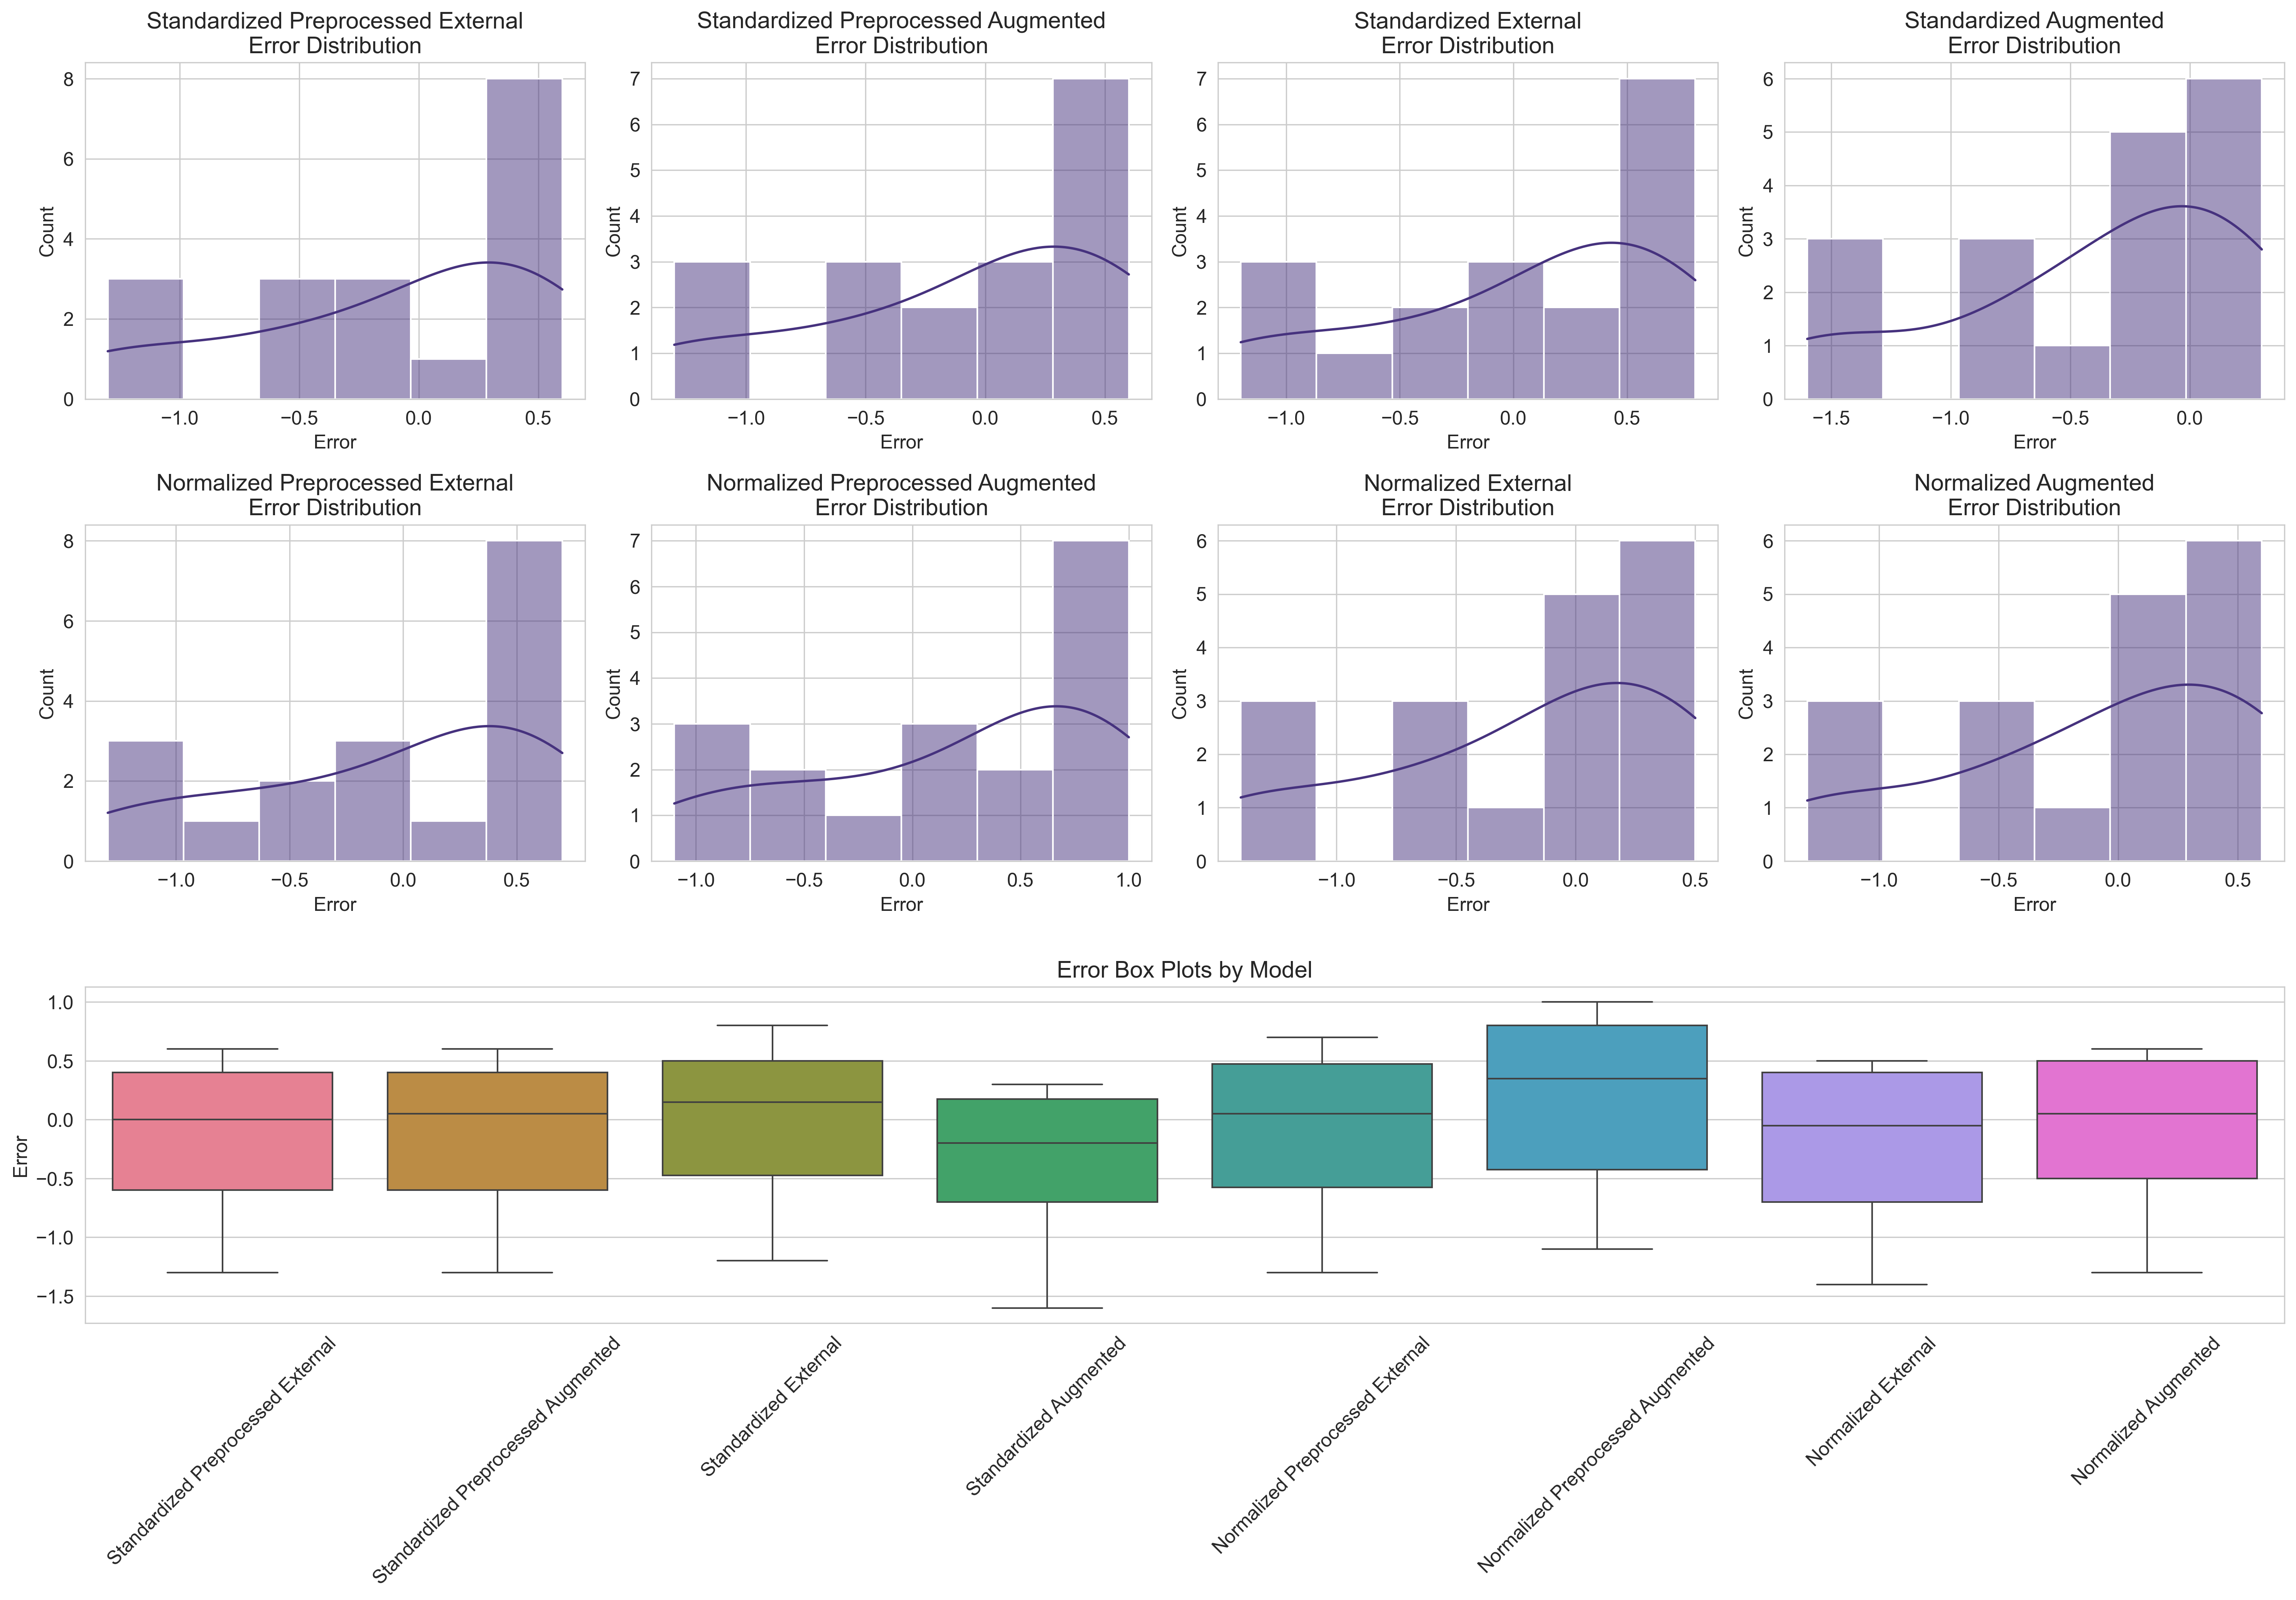 Standardized Preprocessed External
Error Distribution
8
6
4
2
0
Count
−1.0
−0.5
0.0
0.5
Error
Standardized Preprocessed Augmented
Error Distribution
7
6
5
4
3
2
1
0
Count
−1.0
−0.5
0.0
0.5
Error
Standardized External
Error Distribution
7
6
5
4
3
2
1
0
Count
−1.0
−0.5
0.0
0.5
Error
Standardized Augmented
Error Distribution
6
5
4
3
2
1
0
Count
−1.5
−1.0
−0.5
0.0
Error
Normalized Preprocessed External
Error Distribution
8
6
4
2
0
Count
−1.0
−0.5
0.0
0.5
Error
Normalized Preprocessed Augmented
Error Distribution
7
6
5
4
3
2
1
0
Count
−1.0
−0.5
0.0
0.5
1.0
Error
Normalized External
Error Distribution
6
5
4
3
2
1
0
Count
−1.0
−0.5
0.0
0.5
Error
Normalized Augmented
Error Distribution
6
5
4
3
2
1
0
Count
−1.0
−0.5
0.0
0.5
Error
Error Box Plots by Model
1.0
0.5
0.0
−0.5
−1.0
−1.5
Error
Standardized Preprocessed External
Standardized Preprocessed Augmented
Standardized External
Standardized Augmented
Normalized Preprocessed External
Normalized Preprocessed Augmented
Normalized External
Normalized Augmented